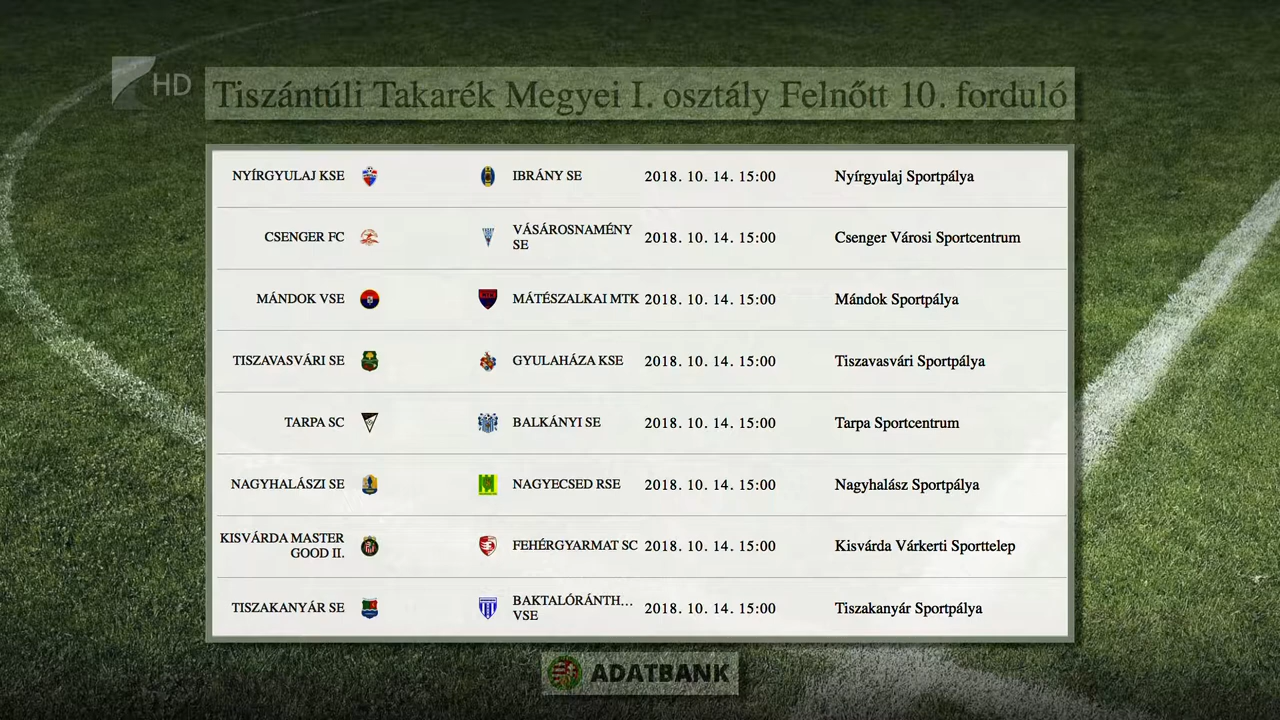 HD
Tiszántúli Takarék Megyei I. osztály Felnőtt 10. forduló
NYÍRGYULAJ KSE IBRÁNY SE 2018. 10. 14. 15:00 Nyírgyulaj Sportpálya
CSENGER FC VÁSÁROSNAMÉNY SE 2018. 10. 14. 15:00 Csenger Városi Sportcentrum
MÁNDOK VSE MÁTÉSZALKAI MTK 2018. 10. 14. 15:00 Mándok Sportpálya
TISZAVASVÁRI SE GYULAHÁZA KSE 2018. 10. 14. 15:00 Tiszavasvári Sportpálya
TARPA SC BALKÁNYI SE 2018. 10. 14. 15:00 Tarpa Sportcentrum
NAGYHALÁSZI SE NAGYECSED RSE 2018. 10. 14. 15:00 Nagyhalász Sportpálya
KISVÁRDA MASTER GOOD II. FEHÉRGYARMAT SC 2018. 10. 14. 15:00 Kisvárda Várkerti Sporttelep
TISZAKANYÁR SE BAKTALÓRÁNTH... VSE 2018. 10. 14. 15:00 Tiszakanyár Sportpálya
ADATBANK